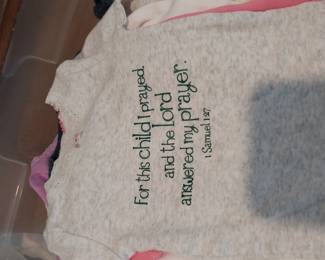 For this child I prayed.
and the Lord
answered my prayer.
1 Samuel 1:27